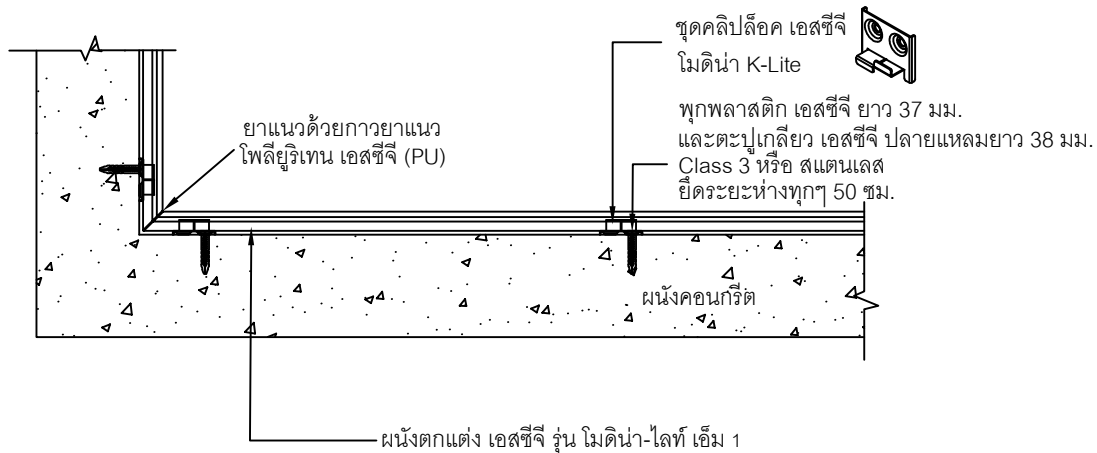 ชุดคลิปล็อค เอสซีจี
โมดิน่า K-Lite
พุกพลาสติก เอสซีจี ยาว 37 มม.
และตะปูเกลียว เอสซีจี ปลายแหลมยาว 38 มม.
Class 3 หรือ สแตนเลส
ยึดระยะห่างทุกๆ 50 ซม.
ยาแนวด้วยกาวยาแนว
โพลียูริเทน เอสซีจี (PU)
ผนังคอนกรีต
ผนังตกแต่ง เอสซีจี รุ่น โมดิน่า-ไลท์ เอ็ม 1